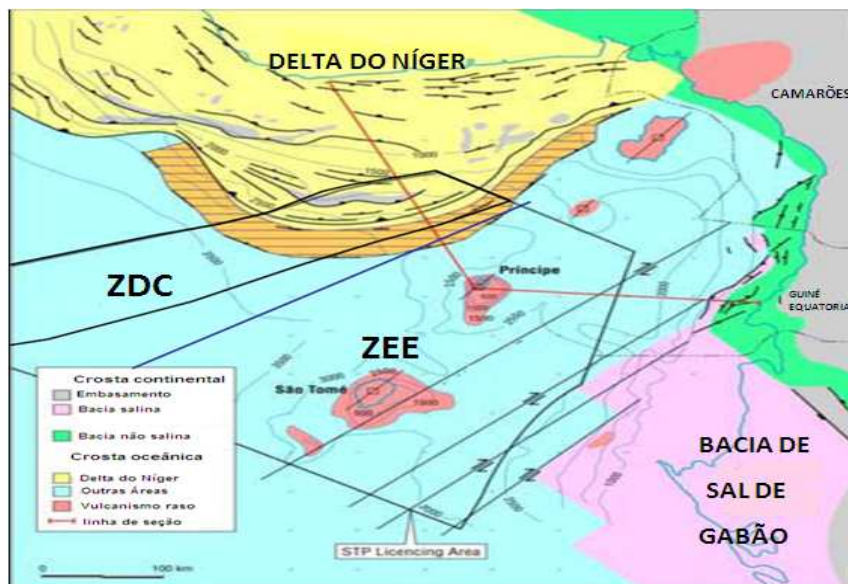 DELTA DO NÍGER
CAMARÕES
Príncipe
GUINÉ
EQUATORIA
ZDC
ZEE
São Tomé
Crosta continental
Embasamento
Bacia salina
Bacia não salina
Crosta oceânica
Delta do Níger
Outras Áreas
Vulcanismo raso
linha de seção
BACIA DE
SAL DE
GABÃO
STP Licencing Area
0 100 km